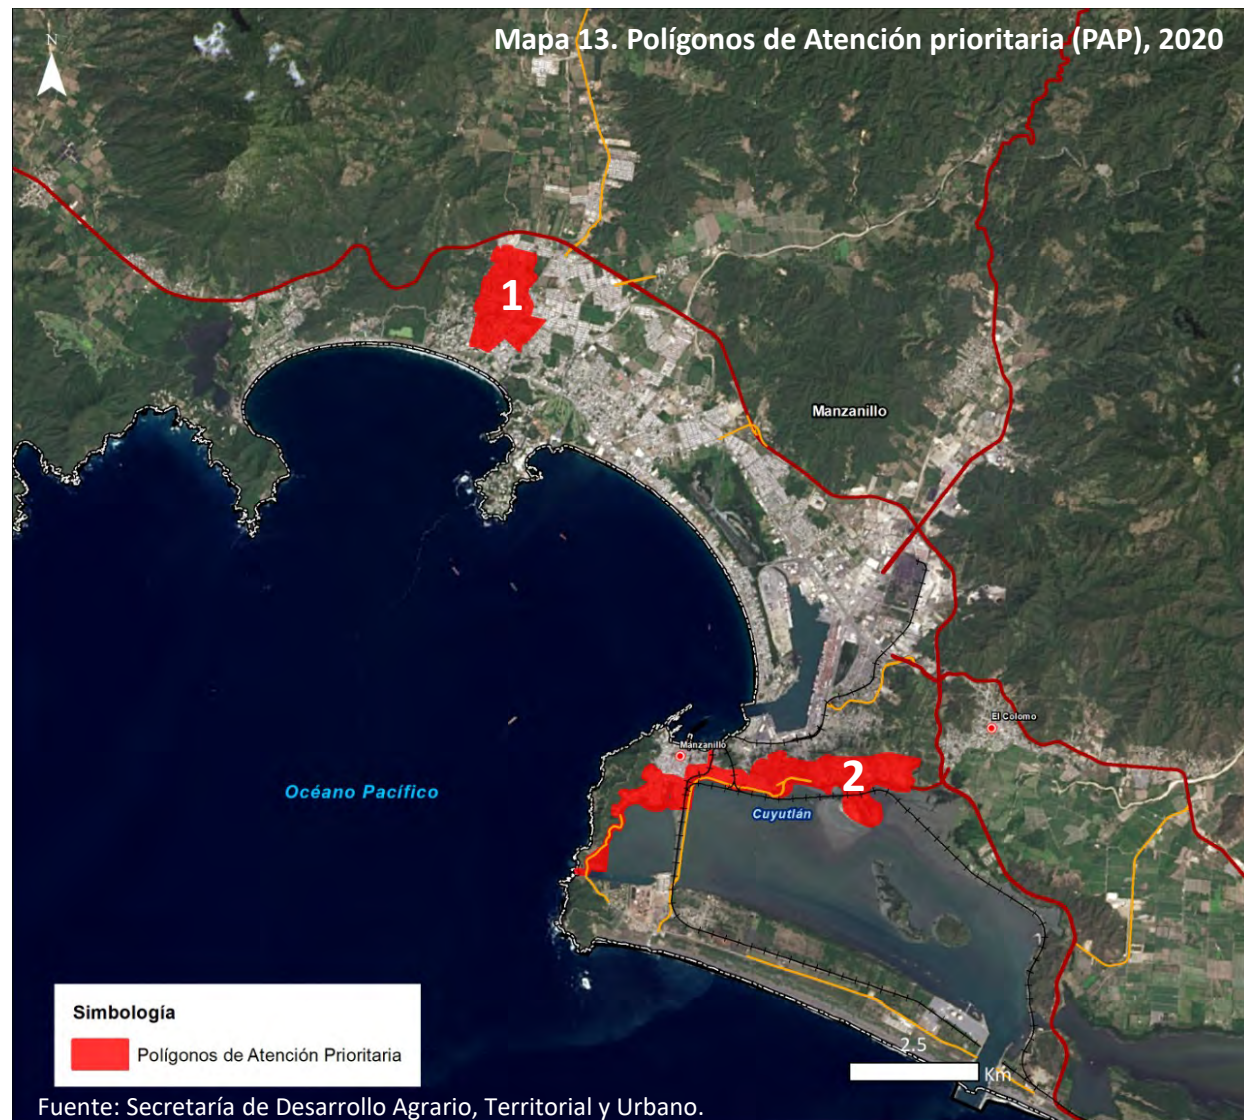 N
Mapa 13. Polígonos de Atención prioritaria (PAP), 2020
1
Manzanillo
El Colomo
Manzanillo
2
Océano Pacífico
Cuyutlán
Simbología
Polígonos de Atención Prioritaria
2.5
Km
Fuente: Secretaría de Desarrollo Agrario, Territorial y Urbano.